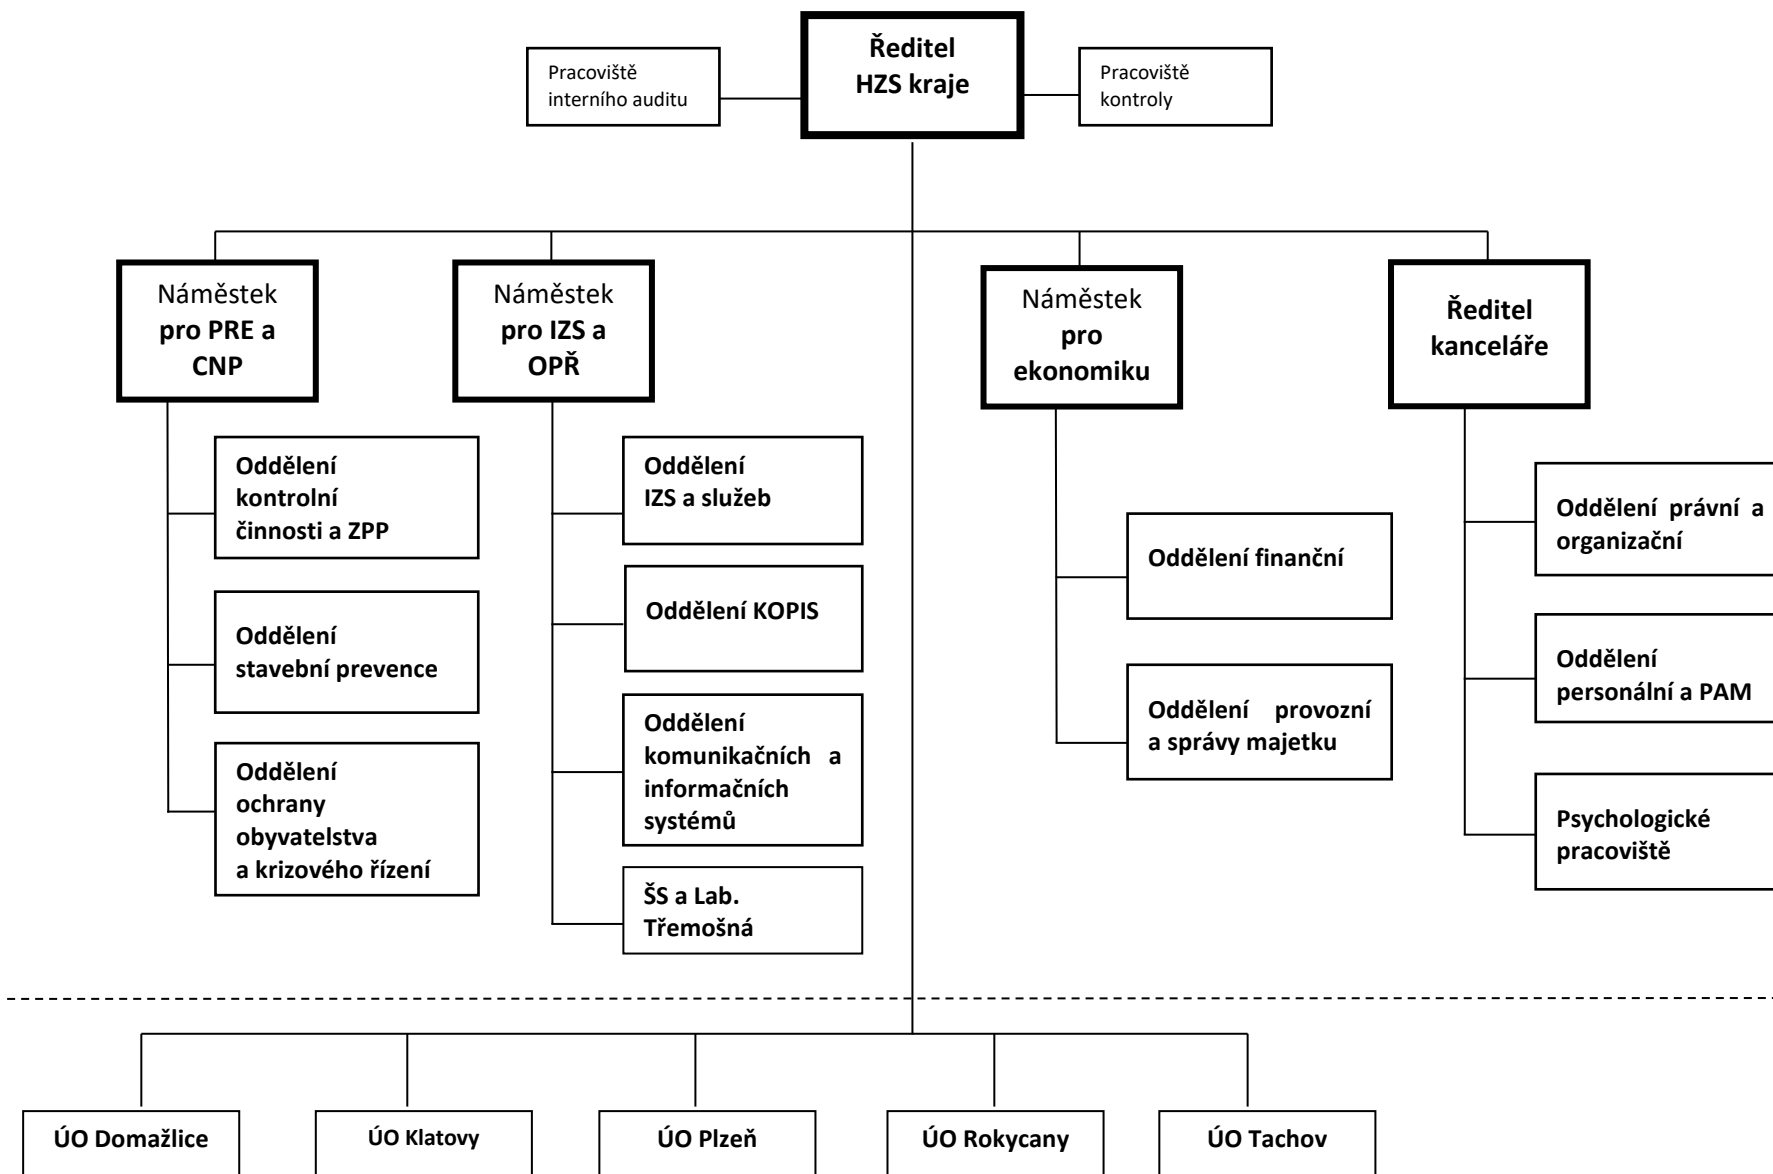 Ředitel
HZS kraje
Pracoviště
interního auditu
Pracoviště
kontroly
Náměstek
pro PRE a
CNP
Náměstek
pro IZS a
OPŘ
Náměstek
pro
ekonomiku
Ředitel
kanceláře
Oddělení
kontrolní
činnosti a ZPP
Oddělení
stavební prevence
Oddělení
ochrany
obyvatelstva
a krizového řízení
Oddělení
IZS a služeb
Oddělení KOPIS
Oddělení
komunikačních a
informačních
systémů
ŠS a Lab.
Třemošná
Oddělení finanční
Oddělení provozní
a správy majetku
Oddělení právní a
organizační
Oddělení
personální a PAM
Psychologické
pracoviště
ÚO Domažlice
ÚO Klatovy
ÚO Plzeň
ÚO Rokycany
ÚO Tachov